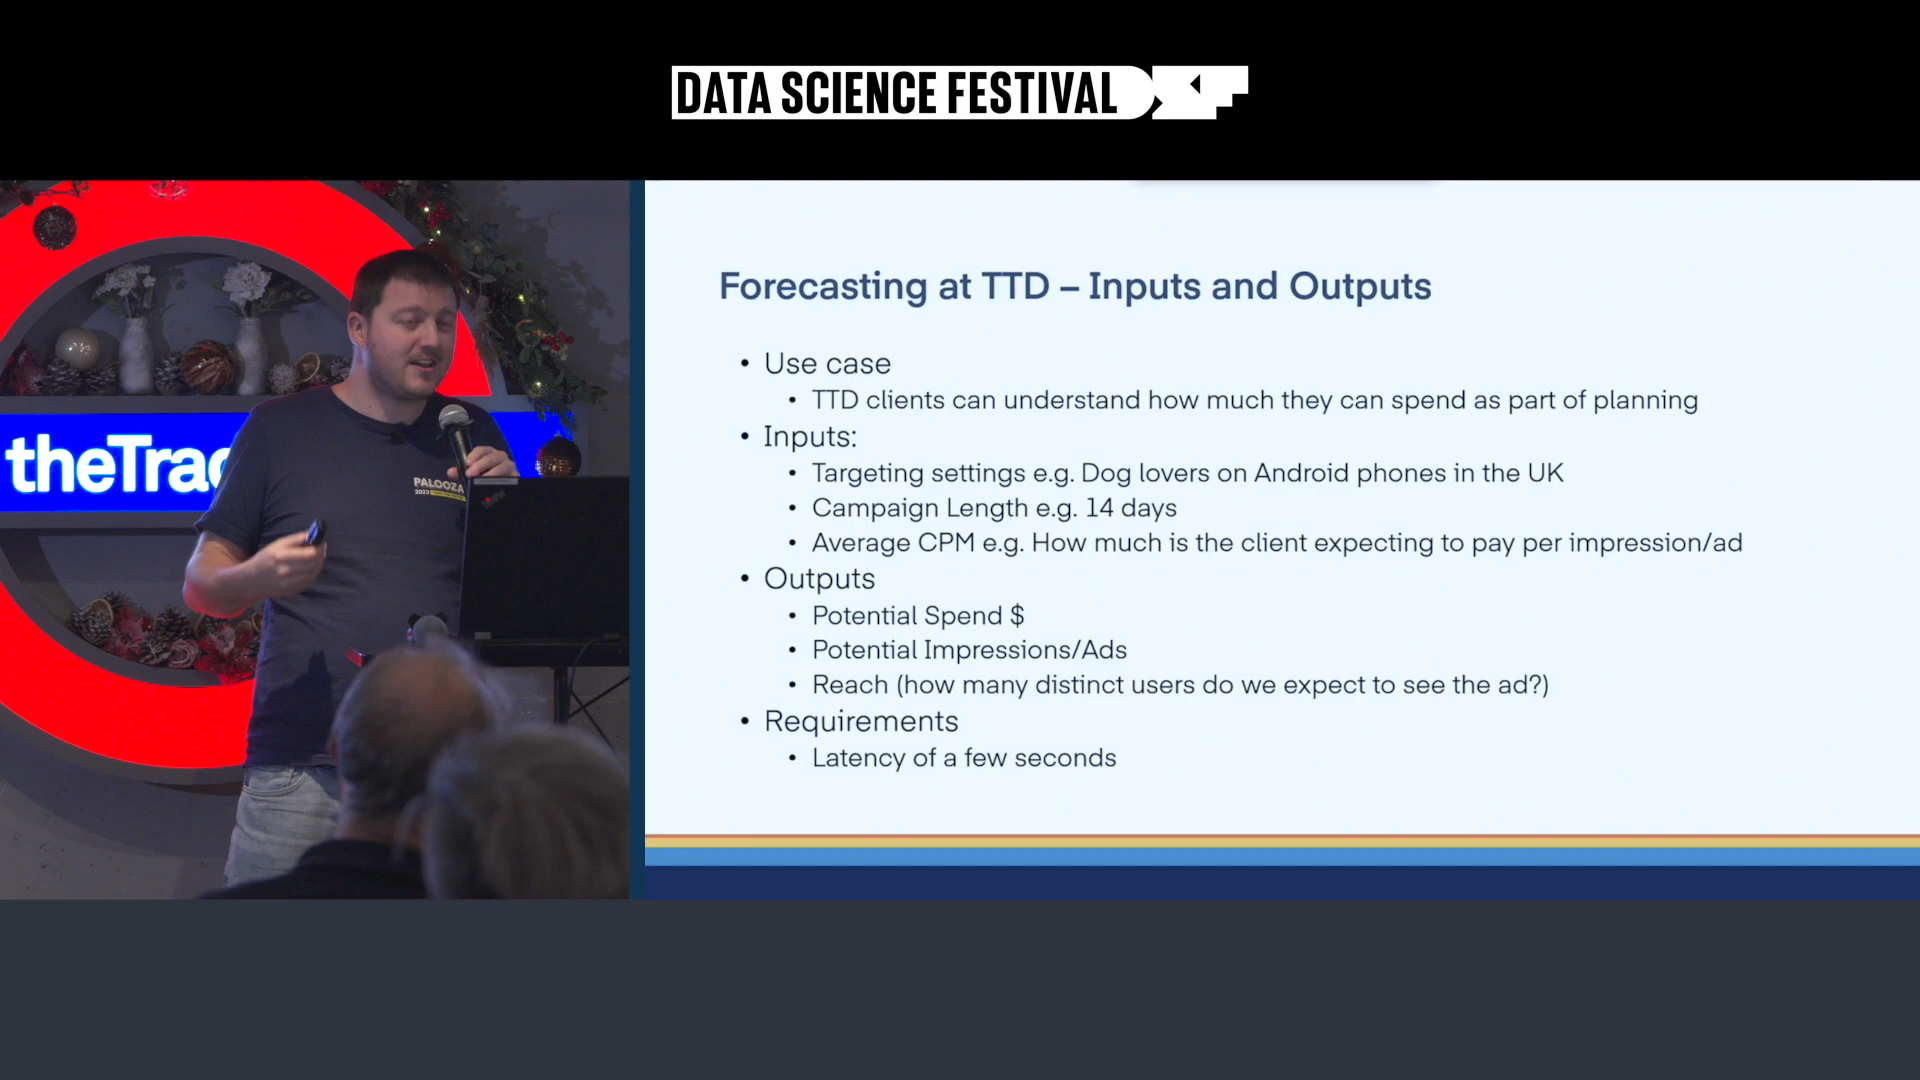 DATA SCIENCE FESTIVAL
theTrad
PALOOZA
2023
Forecasting at TTD – Inputs and Outputs
• Use case
• TTD clients can understand how much they can spend as part of planning
• Inputs:
• Targeting settings e.g. Dog lovers on Android phones in the UK
• Campaign Length e.g. 14 days
• Average CPM e.g. How much is the client expecting to pay per impression/ad
• Outputs
• Potential Spend $
• Potential Impressions/Ads
• Reach (how many distinct users do we expect to see the ad?)
• Requirements
• Latency of a few seconds